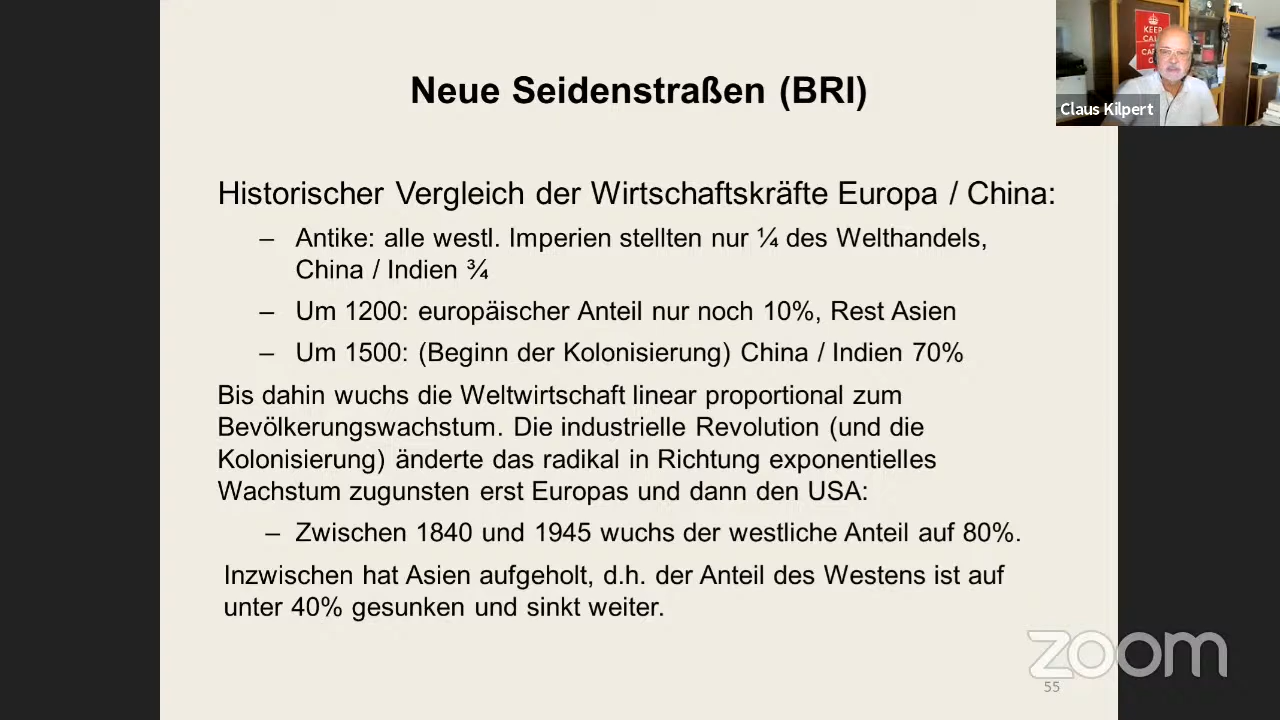 Neue Seidenstraßen (BRI)
KEEP
CALM
Claus Kilpert
Historischer Vergleich der Wirtschaftskräfte Europa / China:
– Antike: alle westl. Imperien stellten nur ¼ des Welthandels,
China / Indien ¾
– Um 1200: europäischer Anteil nur noch 10%, Rest Asien
– Um 1500: (Beginn der Kolonisierung) China / Indien 70%
Bis dahin wuchs die Weltwirtschaft linear proportional zum
Bevölkerungswachstum. Die industrielle Revolution (und die
Kolonisierung) änderte das radikal in Richtung exponentielles
Wachstum zugunsten erst Europas und dann den USA:
– Zwischen 1840 und 1945 wuchs der westliche Anteil auf 80%.
Inzwischen hat Asien aufgeholt, d.h. der Anteil des Westens ist auf
unter 40% gesunken und sinkt weiter.
zoom
55